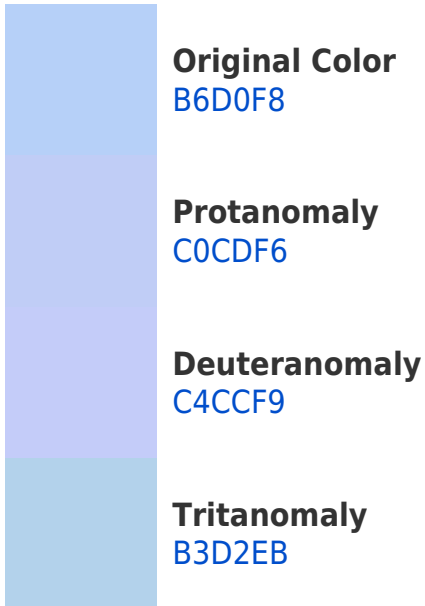 Original Color
B6D0F8
Protanomaly
C0CDF6
Deuteranomaly
C4CCF9
Tritanomaly
B3D2EB